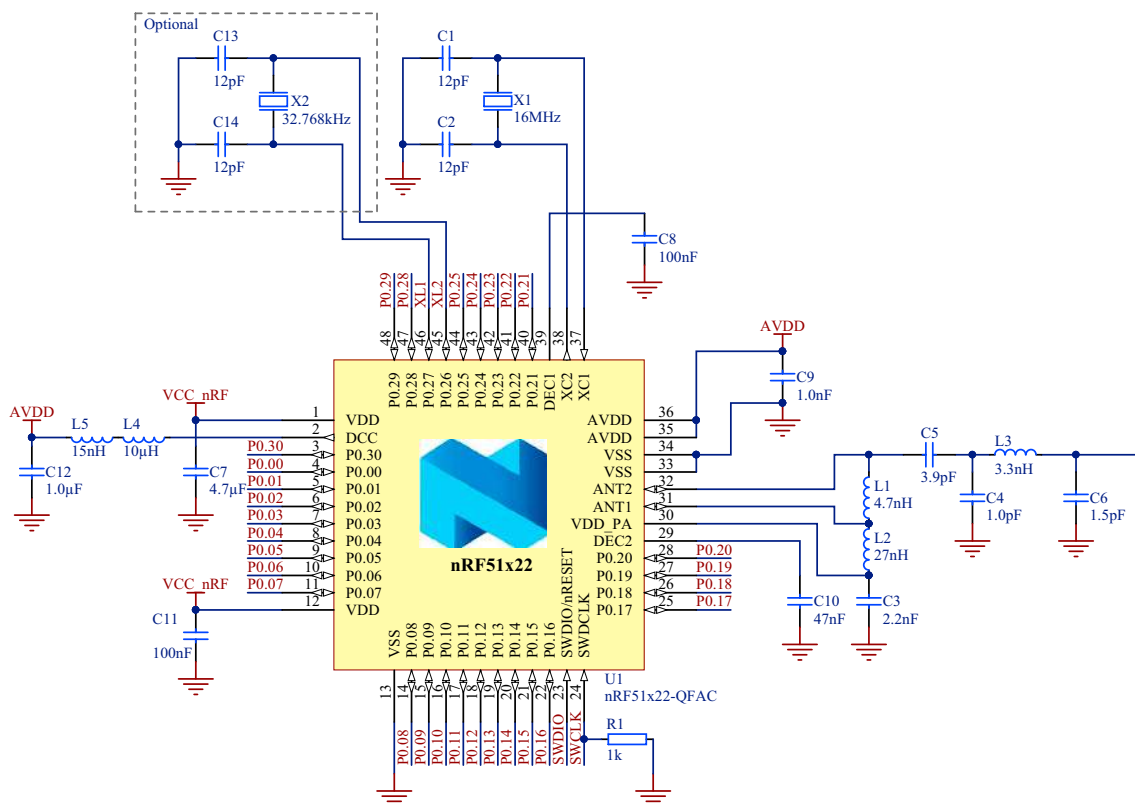 Optional
C13
12pF
X2
32.768kHz
C14
12pF
C1
12pF
X1
16MHz
C2
12pF
C8
100nF
P0.29
P0.28
XL1
XL2
P0.25
P0.24
P0.23
P0.22
P0.21
48
47
46
45
44
43
42
41
40
39
38
37
P0.29
P0.28
P0.27
P0.26
P0.25
P0.24
P0.23
P0.22
P0.21
DEC1
XC2
XC1
AVDD
C9
1.0nF
AVDD
L5
15nH
L4
10µH
C12
1.0µF
VCC_nRF
C7
4.7µF
VCC_nRF
C11
100nF
1 VDD
2 DCC
P0.30 3 P0.30
P0.00 4 P0.00
P0.01 5 P0.01
P0.02 6 P0.02
P0.03 7 P0.03
P0.04 8 P0.04
P0.05 9 P0.05
P0.06 10 P0.06
P0.07 11 P0.07
12 VDD
nRF51x22
AVDD 36
AVDD 35
VSS 34
VSS 33
ANT2 32
ANT1 31
VDD_PA 30
DEC2 29
P0.20 28 P0.20
P0.19 27 P0.19
P0.18 26 P0.18
P0.17 25 P0.17
C5
3.9pF
L3
3.3nH
L1
4.7nH
C4
1.0pF
C6
1.5pF
L2
27nH
C10
47nF
C3
2.2nF
VSS
P0.08
P0.09
P0.10
P0.11
P0.12
P0.13
P0.14
P0.15
P0.16
SWDIO/nRESET
SWDCLK
13
14
15
16
17
18
19
20
21
22
23
24
P0.08
P0.09
P0.10
P0.11
P0.12
P0.13
P0.14
P0.15
P0.16
SWDIO
SWCLK
U1
nRF51x22-QFAC
R1
1k